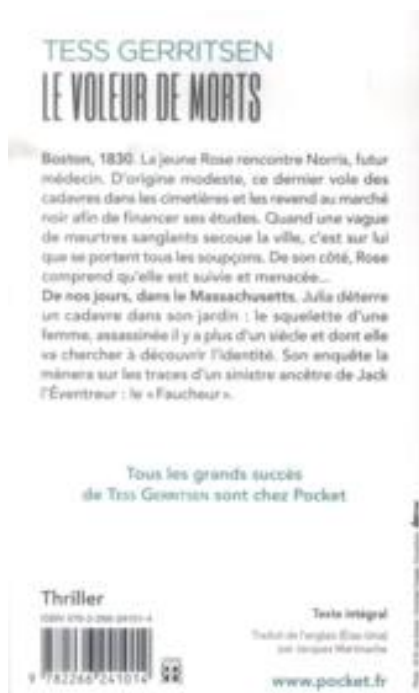 TESS GERRITSEN
LE VOLEUR DE MORTS
Boston, 1830. La jeune Rose rencontre Norris, futur
médecin. D'origine modeste, ce dernier vole des
cadavres dans les cimetières et les revend au marché
noir afin de financer ses études. Quand une vague
de meurtres sanglants secoue la ville, c'est sur lui
que se portent tous les soupçons. De son côté, Rose
comprend qu'elle est suivie et menacée...
De nos jours, dans le Massachusetts. Julia déterre
un cadavre dans son jardin : le squelette d'une
femme, assassinée il y a plus d'un siècle et dont elle
va chercher à découvrir l'identité. Son enquête la
mènera sur les traces d'un sinistre ancêtre de Jack
l'Éventreur : le « Faucheur ».
Tous les grands succès
de TESS GERRITSEN sont chez Pocket
Thriller
Texte intégral
Traduit de l'anglais (États-Unis)
par Jacques Martinache
9 782266 241014
www.pocket.fr